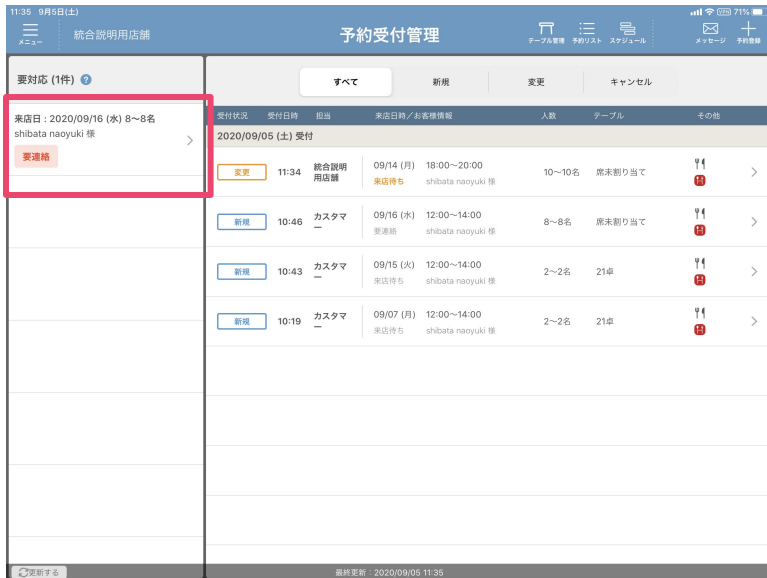 11:35 9月5日(土)
VPN 71%
メニュー
統合説明用店舗
予約受付管理
テーブル管理 予約リスト スケジュール
メッセージ 予約登録
要対応 (1件) ?
来店日 : 2020/09/16 (水) 8〜8名
shibata naoyuki 様
要連絡
すべて 新規 変更 キャンセル
受付状況 受付日時 担当 来店日時／お客様情報 人数 テーブル その他
2020/09/05 (土) 受付
変更 11:34 統合説明用店舗 09/14 (月) 18:00〜20:00 10〜10名 席未割り当て
来店待ち shibata naoyuki 様
新規 10:46 カスタマー 09/16 (水) 12:00〜14:00 8〜8名 席未割り当て
要連絡 shibata naoyuki 様
新規 10:43 カスタマー 09/15 (火) 12:00〜14:00 2〜2名 21卓
来店待ち shibata naoyuki 様
新規 10:19 カスタマー 09/07 (月) 12:00〜14:00 2〜2名 21卓
来店待ち shibata naoyuki 様
更新する
最終更新 : 2020/09/05 11:35